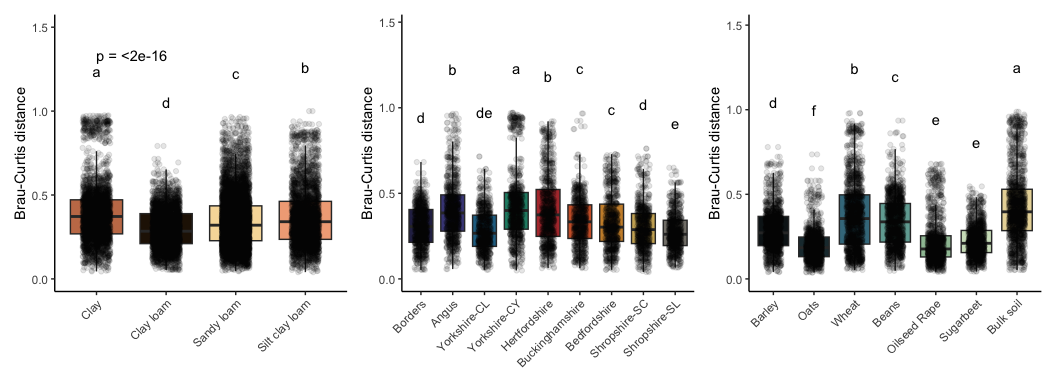 Brau-Curtis distance
1.5
1.0
0.5
0.0
p = <2e-16
a
d
c
b
Clay
Clay loam
Sandy loam
Silt clay loam
Brau-Curtis distance
1.5
1.0
0.5
0.0
d
b
de
a
b
c
c
d
e
Borders
Angus
Yorkshire-CL
Yorkshire-CY
Hertfordshire
Buckinghamshire
Bedfordshire
Shropshire-SC
Shropshire-SL
Brau-Curtis distance
1.5
1.0
0.5
0.0
d
f
b
c
e
e
a
Barley
Oats
Wheat
Beans
Oilseed Rape
Sugarbeet
Bulk soil